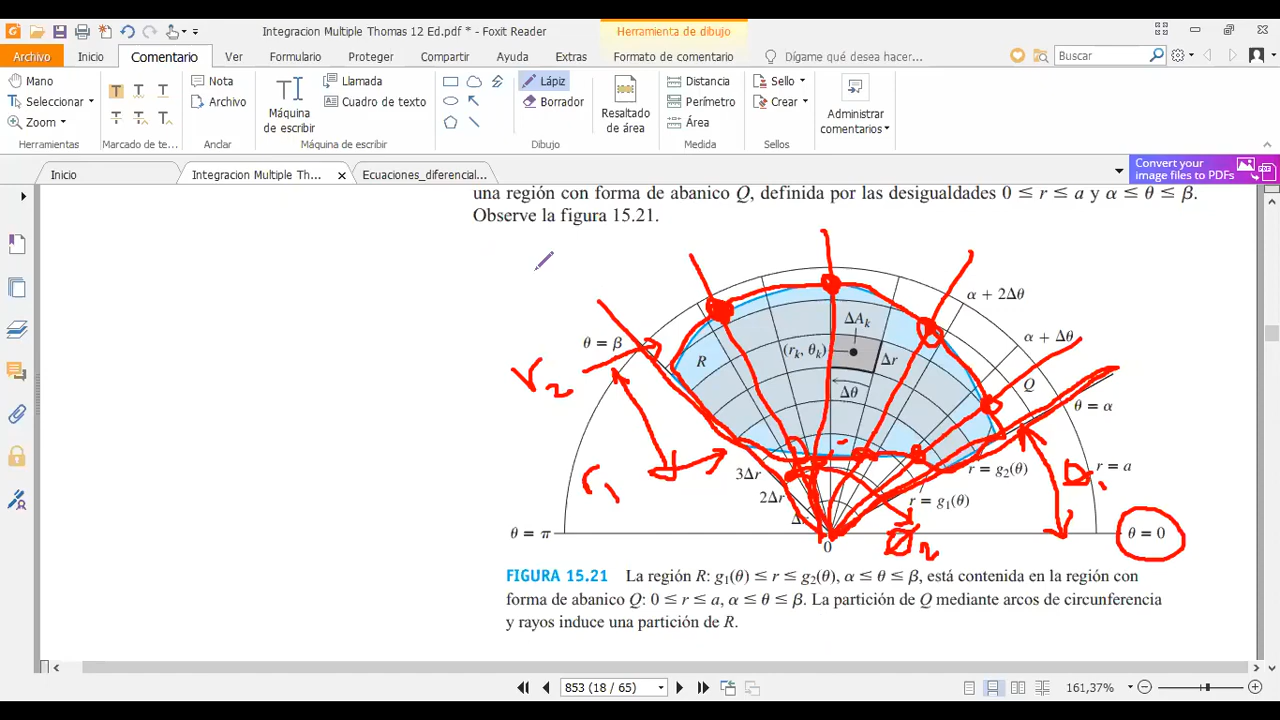 Integracion Multiple Thomas 12 Ed.pdf * - Foxit Reader
Herramienta de dibujo
Archivo
Inicio
Comentario
Ver
Formulario
Proteger
Compartir
Ayuda
Extras
Formato de comentario
Dígame qué desea hacer...
Buscar
Mano
Seleccionar
Zoom
Herramientas
T T T
T T T
Marcado de te...
Nota
Archivo
Anclar
Máquina
de escribir
Llamada
Cuadro de texto
Máquina de escribir
Lápiz
Borrador
Dibujo
Resaltado
de área
Distancia
Perímetro
Área
Medida
Sello
Crear
Sellos
Administrar
comentarios
Inicio
Integracion Multiple Th...
Ecuaciones_diferencial...
Convert your
image files to PDFs
una región con forma de abanico Q, definida por las desigualdades 0 ≤ r ≤ a y α ≤ θ ≤ β.
Observe la figura 15.21.
α + 2Δθ
ΔAk
α + Δθ
θ = β
(rk, θk)
Δr
R
Q
r2
Δθ
θ = α
r = a
r = g2(θ)
3Δr
r1
2Δr
r = g1(θ)
Δr
θ = π
0
θ = 0
Ø2
FIGURA 15.21 La región R: g1(θ) ≤ r ≤ g2(θ), α ≤ θ ≤ β, está contenida en la región con
forma de abanico Q: 0 ≤ r ≤ a, α ≤ θ ≤ β. La partición de Q mediante arcos de circunferencia
y rayos induce una partición de R.
853 (18 / 65)
161,37%